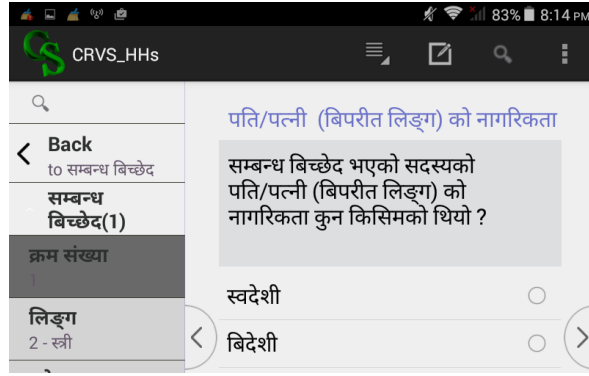 83% 8:14 PM
CRVS_HHs
Back
to सम्बन्ध बिच्छेद
सम्बन्ध
बिच्छेद(1)
क्रम संख्या
1
लिङ्ग
2 - स्त्री
पति/पत्नी (बिपरीत लिङ्ग) को नागरिकता
सम्बन्ध बिच्छेद भएको सदस्यको
पति/पत्नी (बिपरीत लिङ्ग) को
नागरिकता कुन किसिमको थियो ?
स्वदेशी
बिदेशी